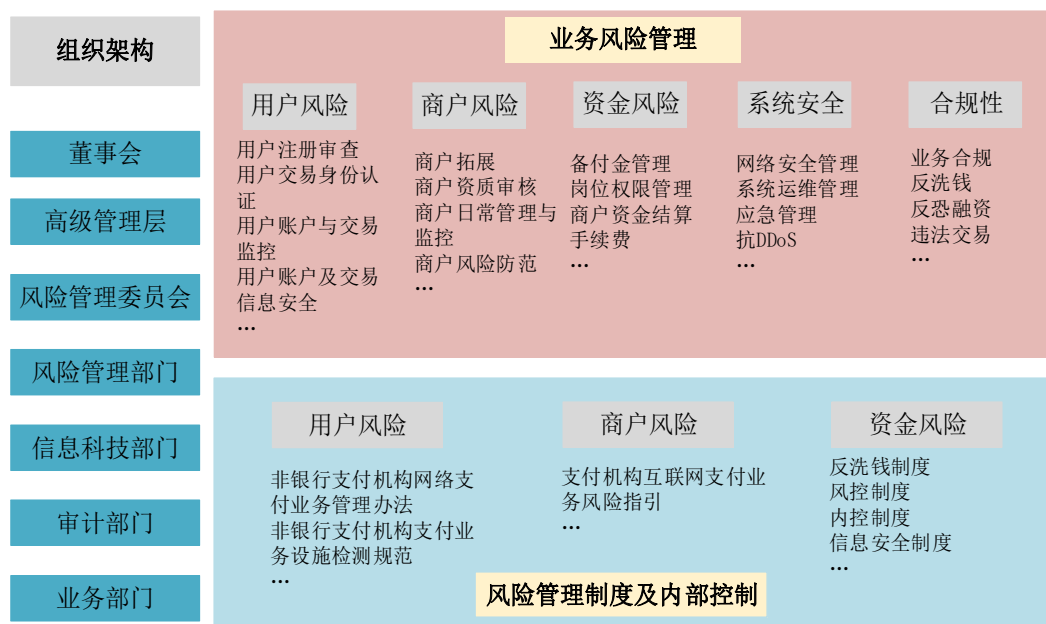 组织架构
董事会
高级管理层
风险管理委员会
风险管理部门
信息科技部门
审计部门
业务部门
业务风险管理
用户风险
用户注册审查
用户交易身份认
证
用户账户与交易
监控
用户账户及交易
信息安全
…
商户风险
商户拓展
商户资质审核
商户日常管理与
监控
商户风险防范
…
资金风险
备付金管理
岗位权限管理
商户资金结算
手续费
…
系统安全
网络安全管理
系统运维管理
应急管理
抗DDoS
…
合规性
业务合规
反洗钱
反恐融资
违法交易
…
用户风险
非银行支付机构网络支
付业务管理办法
非银行支付机构支付业
务设施检测规范
…
商户风险
支付机构互联网支付业
务风险指引
…
资金风险
反洗钱制度
风控制度
内控制度
信息安全制度
…
风险管理制度及内部控制